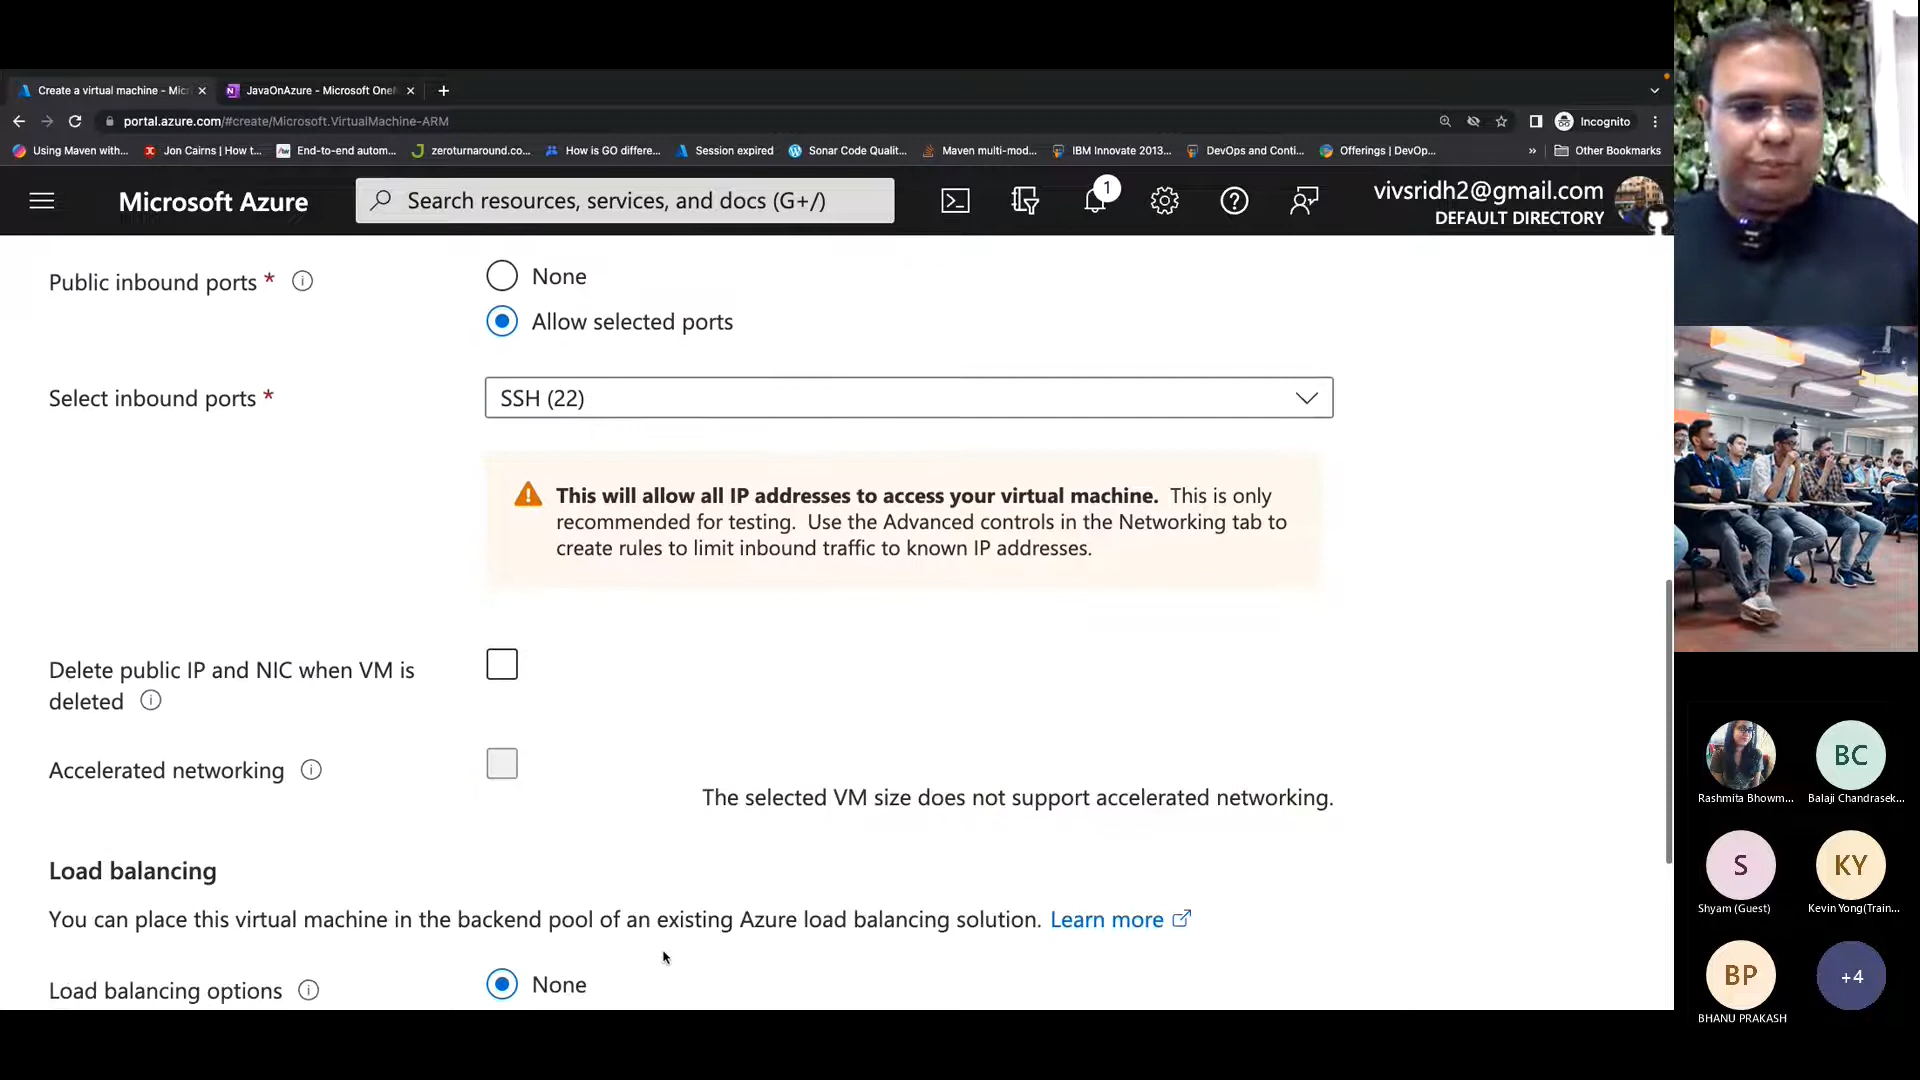 Create a virtual machine - Mic
JavaOnAzure - Microsoft One
portal.azure.com/#create/Microsoft.VirtualMachine-ARM
Incognito
Using Maven with...
Jon Cairns | How t...
End-to-end autom...
zeroturnaround.co...
How is GO differe...
Session expired
Sonar Code Qualit...
Maven multi-mod...
IBM Innovate 2013...
DevOps and Conti...
Offerings | DevOp...
»
Other Bookmarks
Microsoft Azure
Search resources, services, and docs (G+/)
1
vivsridh2@gmail.com
DEFAULT DIRECTORY
Public inbound ports *
None
Allow selected ports
Select inbound ports *
SSH (22)
This will allow all IP addresses to access your virtual machine. This is only
recommended for testing. Use the Advanced controls in the Networking tab to
create rules to limit inbound traffic to known IP addresses.
Delete public IP and NIC when VM is
deleted
Accelerated networking
The selected VM size does not support accelerated networking.
Load balancing
You can place this virtual machine in the backend pool of an existing Azure load balancing solution. Learn more
Load balancing options
None
Rashmita Bhowm...
BC
Balaji Chandrasek...
S
Shyam (Guest)
KY
Kevin Yong(Train...
BP
BHANU PRAKASH
+4